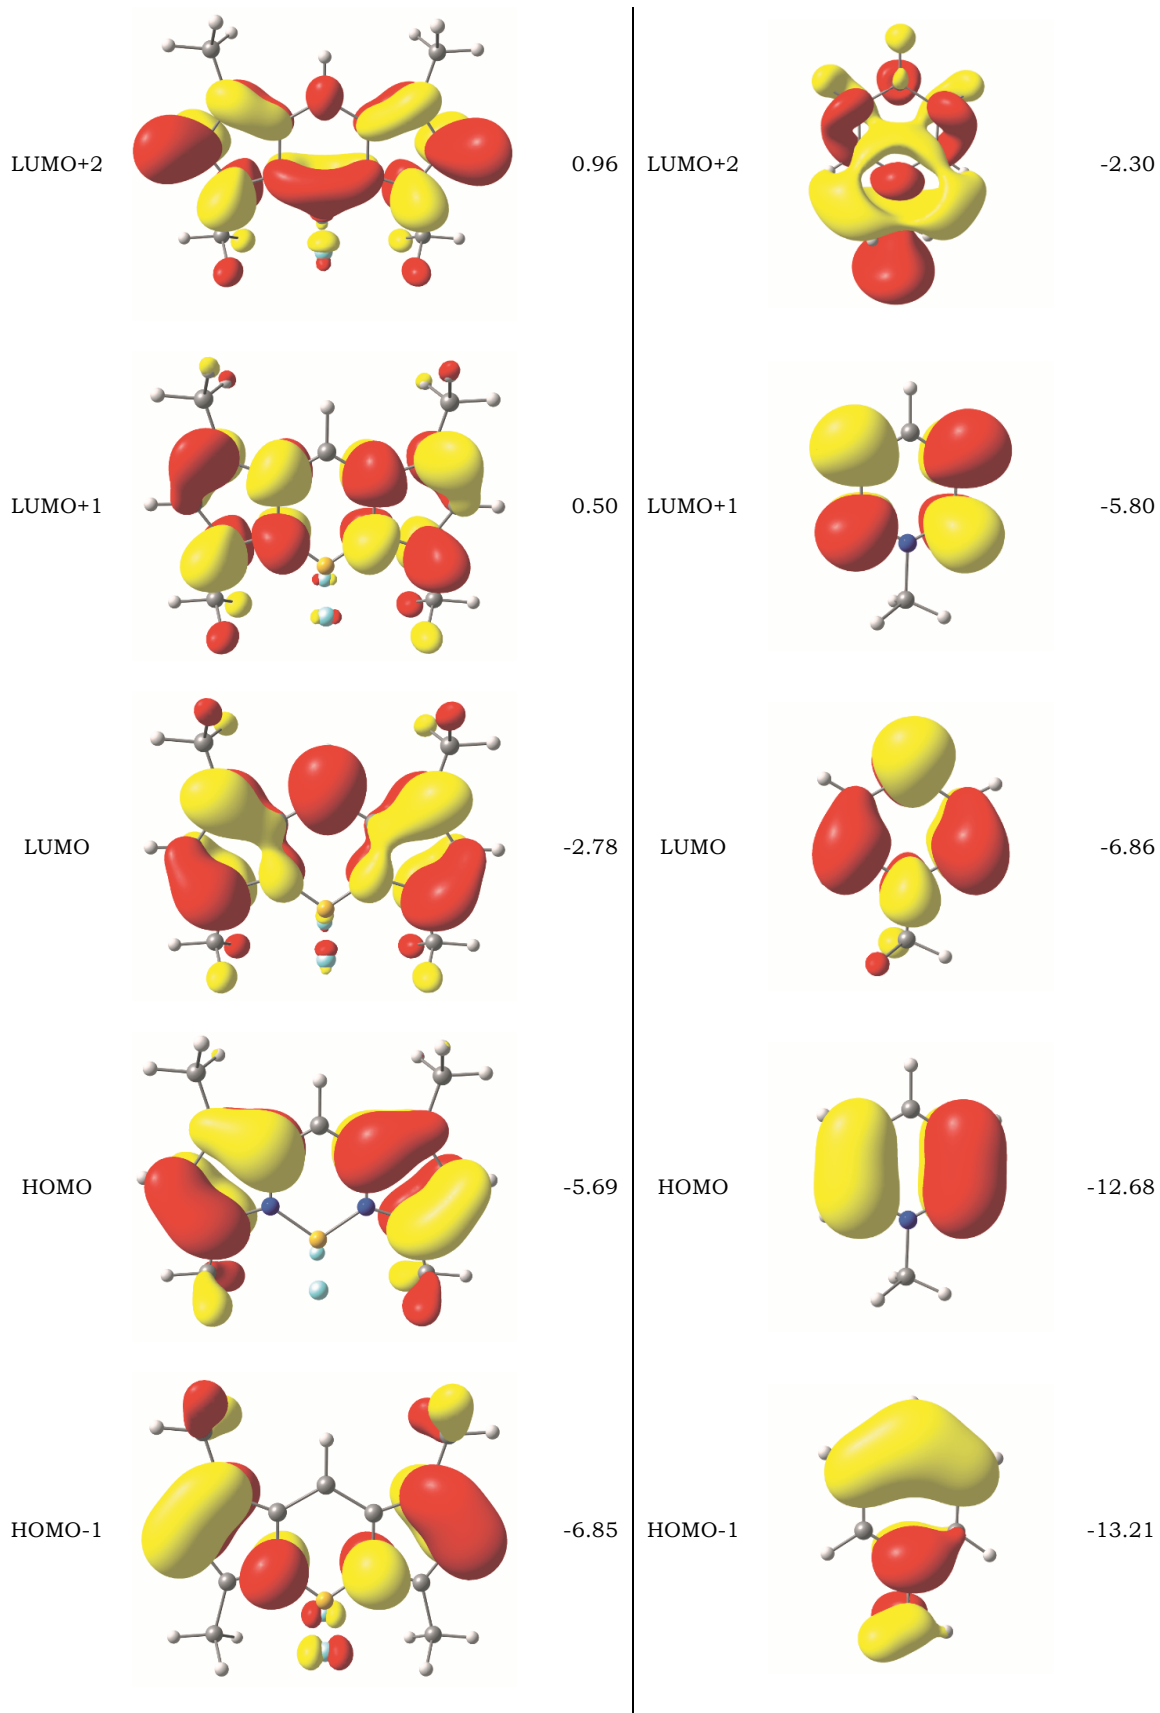 LUMO+2 0.96 LUMO+2 -2.30
LUMO+1 0.50 LUMO+1 -5.80
LUMO -2.78 LUMO -6.86
HOMO -5.69 HOMO -12.68
HOMO-1 -6.85 HOMO-1 -13.21